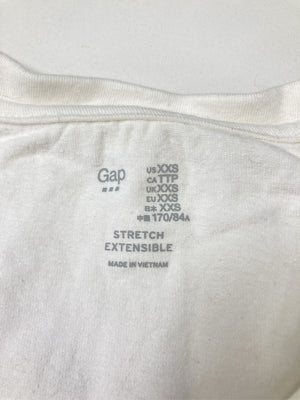 Gap
US XXS
CA TTP
UK XXS
EU XXS
日本 XXS
中国 170/84A
STRETCH
EXTENSIBLE
MADE IN VIETNAM